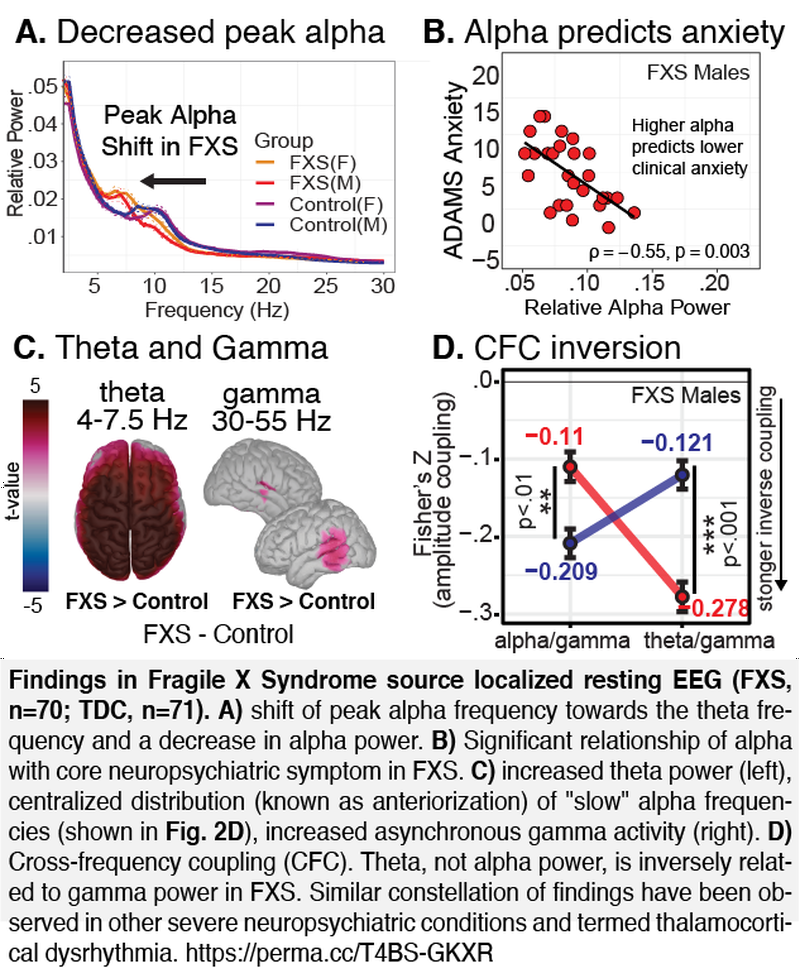 A. Decreased peak alpha
.05
.04
.03
.02
.01
Relative Power
Peak Alpha
Shift in FXS
Group
FXS(F)
FXS(M)
Control(F)
Control(M)
5 10 15 20 25 30
Frequency (Hz)
B. Alpha predicts anxiety
20
15
10
5
0
−5
ADAMS Anxiety
FXS Males
Higher alpha
predicts lower
clinical anxiety
ρ = −0.55, p = 0.003
.05 .10 .15 .20
Relative Alpha Power
C. Theta and Gamma
5
t-value
-5
theta
4-7.5 Hz
gamma
30-55 Hz
FXS > Control FXS > Control
FXS - Control
D. CFC inversion
.0
−.1
−.2
−.3
Fisher's Z
(amplitude coupling)
FXS Males
−0.11
−0.121
p<.01
**
***
p<.001
−0.209
−0.278
alpha/gamma theta/gamma
stonger inverse coupling
Findings in Fragile X Syndrome source localized resting EEG (FXS,
n=70; TDC, n=71). A) shift of peak alpha frequency towards the theta fre-
quency and a decrease in alpha power. B) Significant relationship of alpha
with core neuropsychiatric symptom in FXS. C) increased theta power (left),
centralized distribution (known as anteriorization) of "slow" alpha frequen-
cies (shown in Fig. 2D), increased asynchronous gamma activity (right). D)
Cross-frequency coupling (CFC). Theta, not alpha power, is inversely relat-
ed to gamma power in FXS. Similar constellation of findings have been ob-
served in other severe neuropsychiatric conditions and termed thalamocorti-
cal dysrhythmia. https://perma.cc/T4BS-GKXR